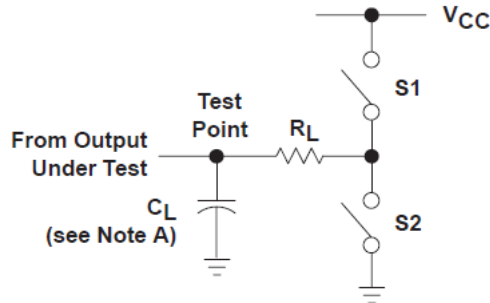 VCC
S1
Test
Point
RL
From Output
Under Test
CL
(see Note A)
S2